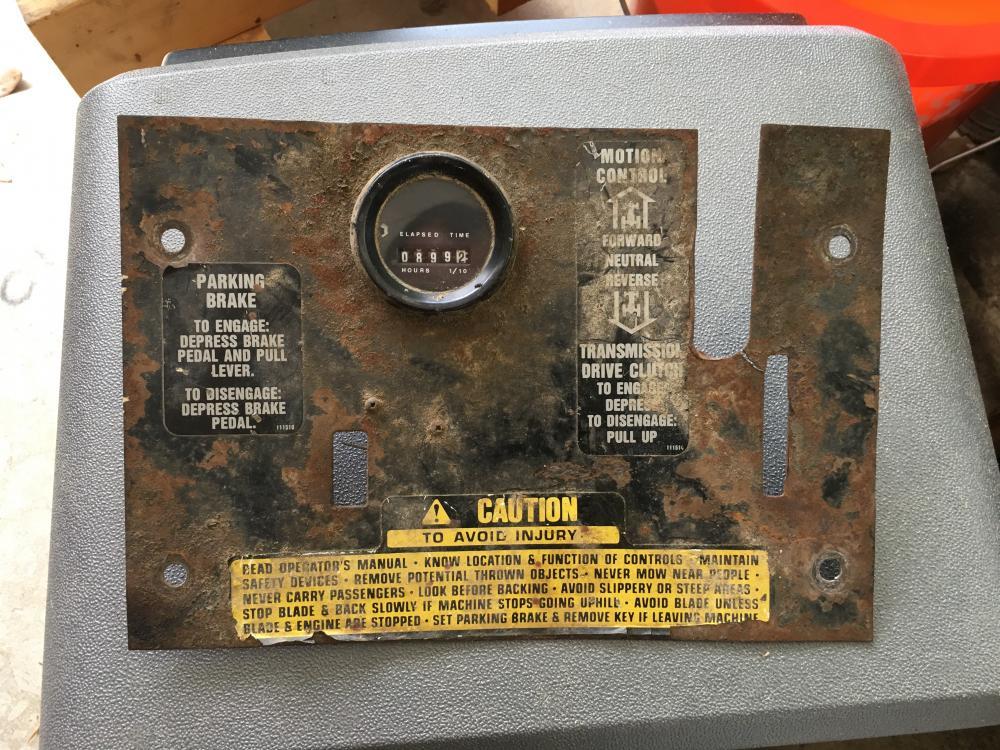 ELAPSED TIME
0899
HOURS 1/10
MOTION
CONTROL
FORWARD
NEUTRAL
REVERSE
TRANSMISSIO
DRIVE CLUTCH
TO ENGAGE:
DEPRE
TO DISENGAGE:
PULL UP
111514
PARKING
BRAKE
TO ENGAGE:
DEPRESS BRAKE
PEDAL AND PULL
LEVER.
TO DISENGAGE:
DEPRESS BRAKE
PEDAL.
CAUTION
TO AVOID INJURY
READ OPERATOR'S MANUAL • KNOW LOCATION & FUNCTION OF CONTROLS • MAINTAIN
SAFETY DEVICES • REMOVE POTENTIAL THROWN OBJECTS • NEVER MOW NEAR PEOPLE •
NEVER CARRY PASSENGERS • LOOK BEFORE BACKING • AVOID SLIPPERY OR STEEP AREAS •
STOP BLADE & BACK SLOWLY IF MACHINE STOPS GOING UPHILL • AVOID BLADE UNLESS
BLADE & ENGINE ARE STOPPED • SET PARKING BRAKE & REMOVE KEY IF LEAVING MACHINE